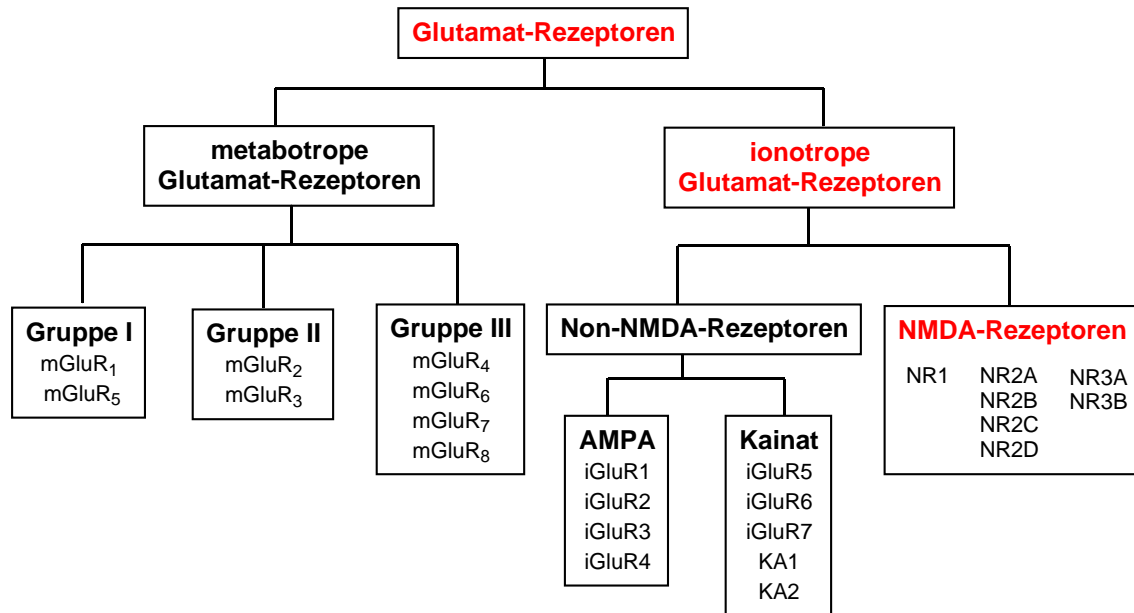 Glutamat-Rezeptoren
metabotrope
Glutamat-Rezeptoren
ionotrope
Glutamat-Rezeptoren
Gruppe I
mGluR₁
mGluR₅
Gruppe II
mGluR₂
mGluR₃
Gruppe III
mGluR₄
mGluR₆
mGluR₇
mGluR₈
Non-NMDA-Rezeptoren
AMPA
iGluR1
iGluR2
iGluR3
iGluR4
Kainat
iGluR5
iGluR6
iGluR7
KA1
KA2
NMDA-Rezeptoren
NR1
NR2A
NR2B
NR2C
NR2D
NR3A
NR3B